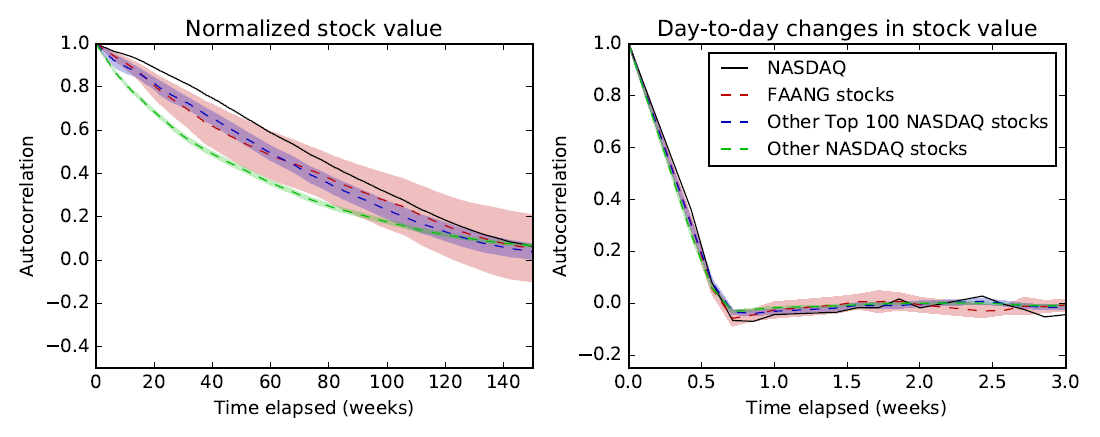 Normalized stock value
1.0
0.8
0.6
0.4
0.2
0.0
−0.2
−0.4
Autocorrelation
0 20 40 60 80 100 120 140
Time elapsed (weeks)
Day-to-day changes in stock value
NASDAQ
FAANG stocks
Other Top 100 NASDAQ stocks
Other NASDAQ stocks
1.0
0.8
0.6
0.4
0.2
0.0
−0.2
Autocorrelation
0.0 0.5 1.0 1.5 2.0 2.5 3.0
Time elapsed (weeks)